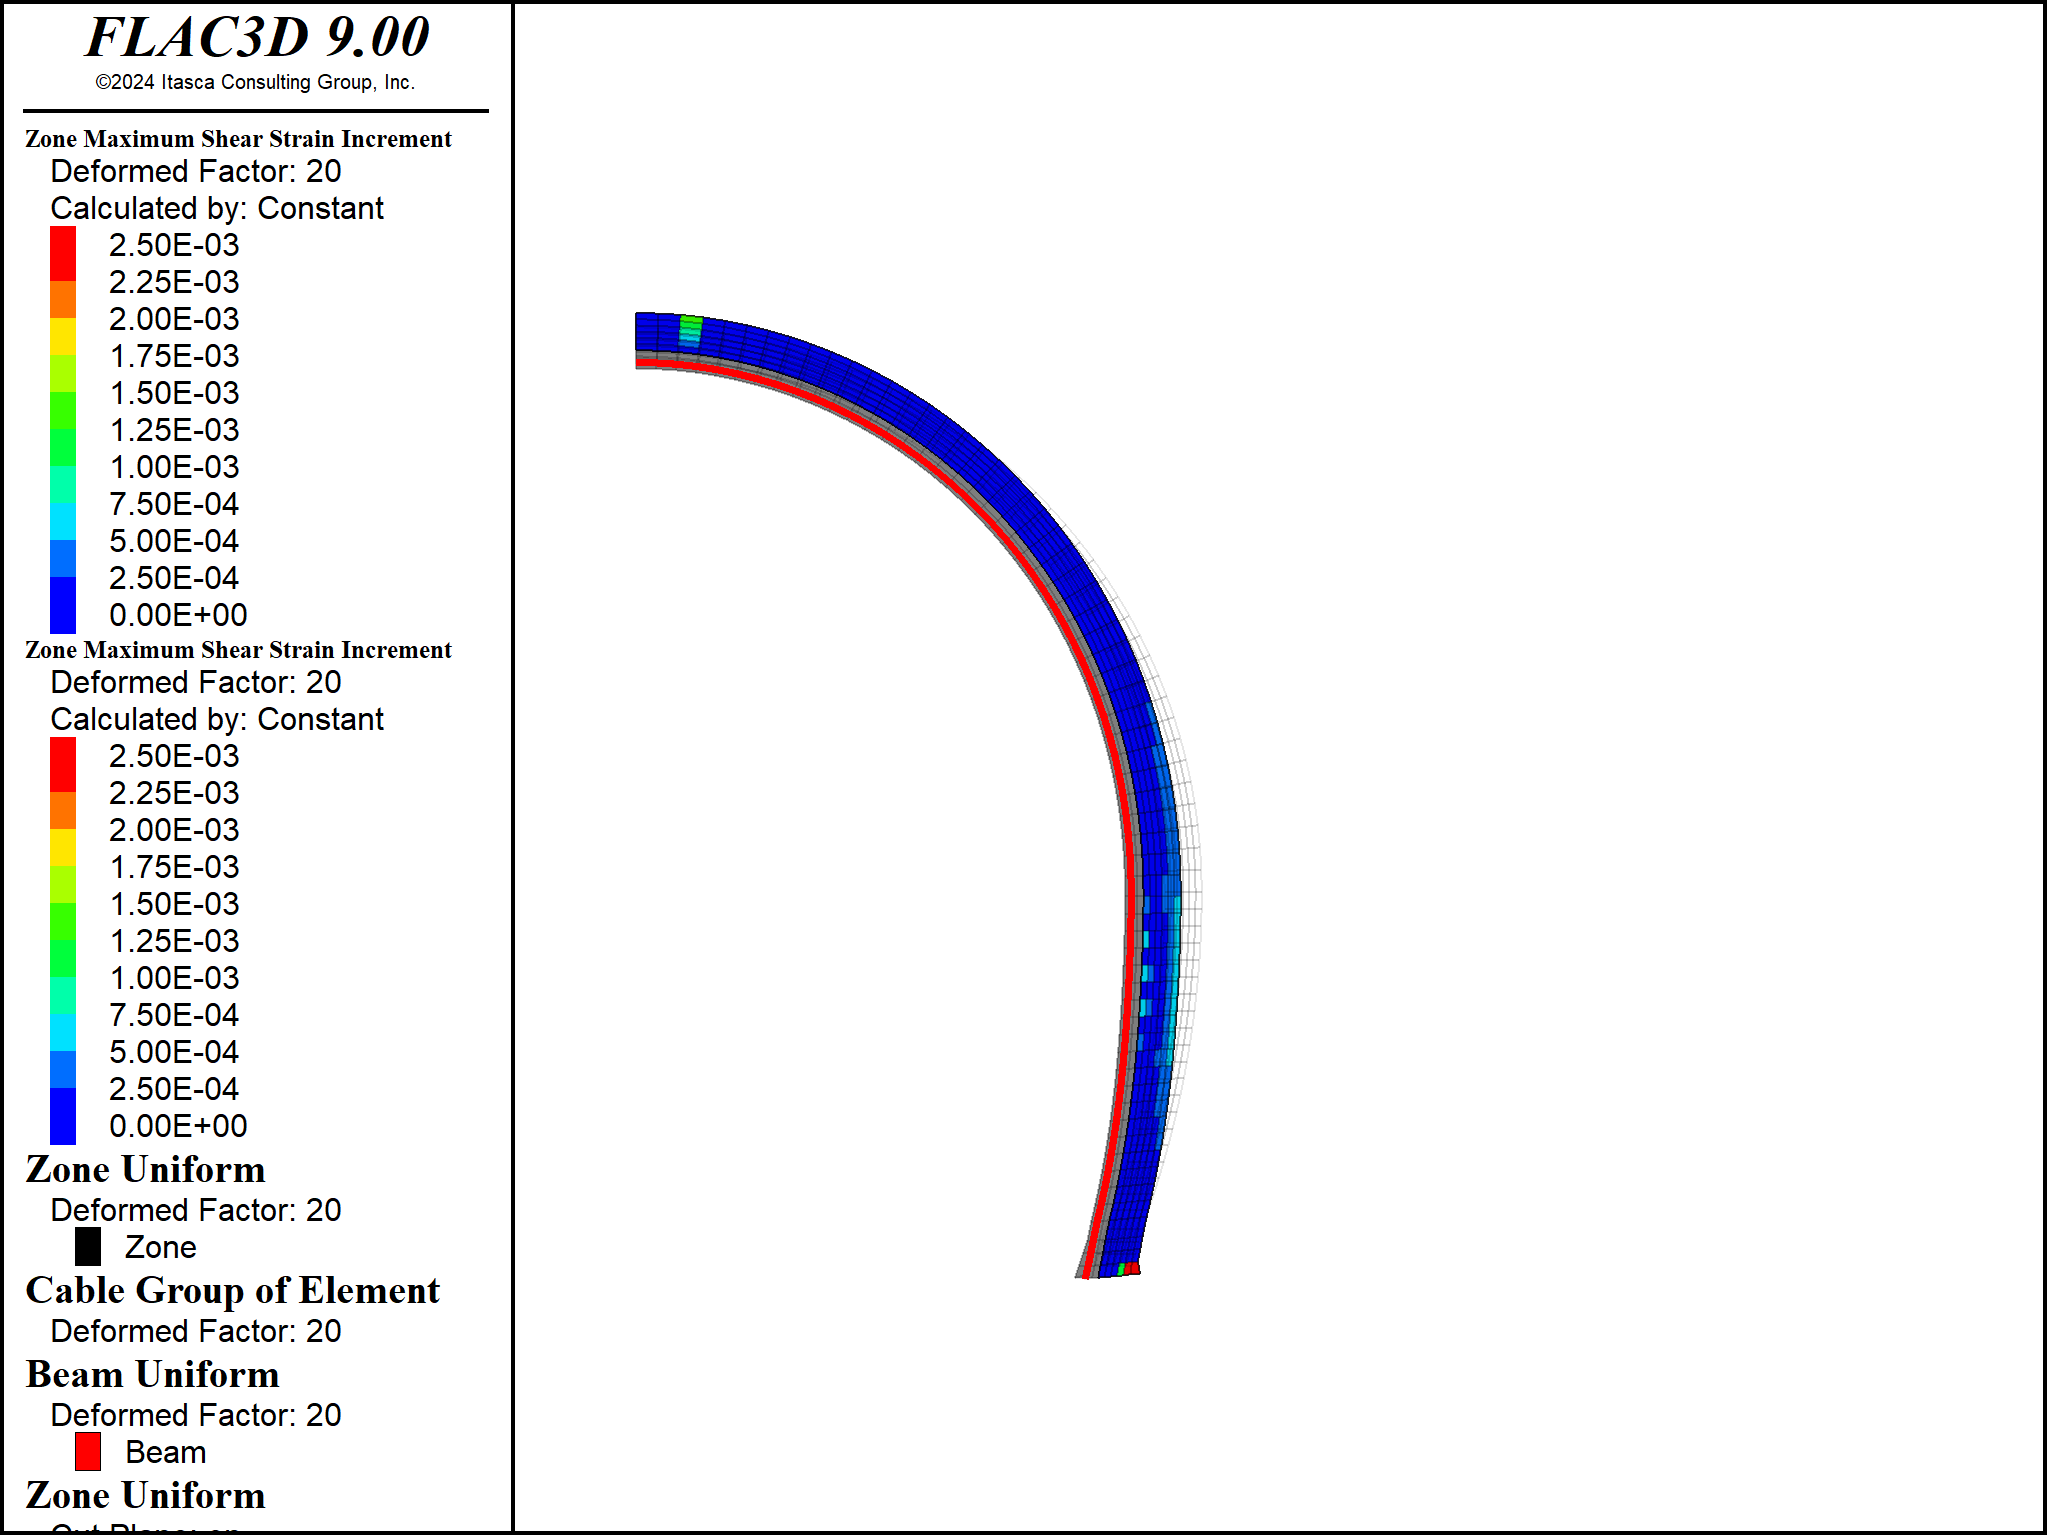 FLAC3D 9.00
©2024 Itasca Consulting Group, Inc.
Zone Maximum Shear Strain Increment
Deformed Factor: 20
Calculated by: Constant
2.50E-03
2.25E-03
2.00E-03
1.75E-03
1.50E-03
1.25E-03
1.00E-03
7.50E-04
5.00E-04
2.50E-04
0.00E+00
Zone Maximum Shear Strain Increment
Deformed Factor: 20
Calculated by: Constant
2.50E-03
2.25E-03
2.00E-03
1.75E-03
1.50E-03
1.25E-03
1.00E-03
7.50E-04
5.00E-04
2.50E-04
0.00E+00
Zone Uniform
Deformed Factor: 20
Zone
Cable Group of Element
Deformed Factor: 20
Beam Uniform
Deformed Factor: 20
Beam
Zone Uniform